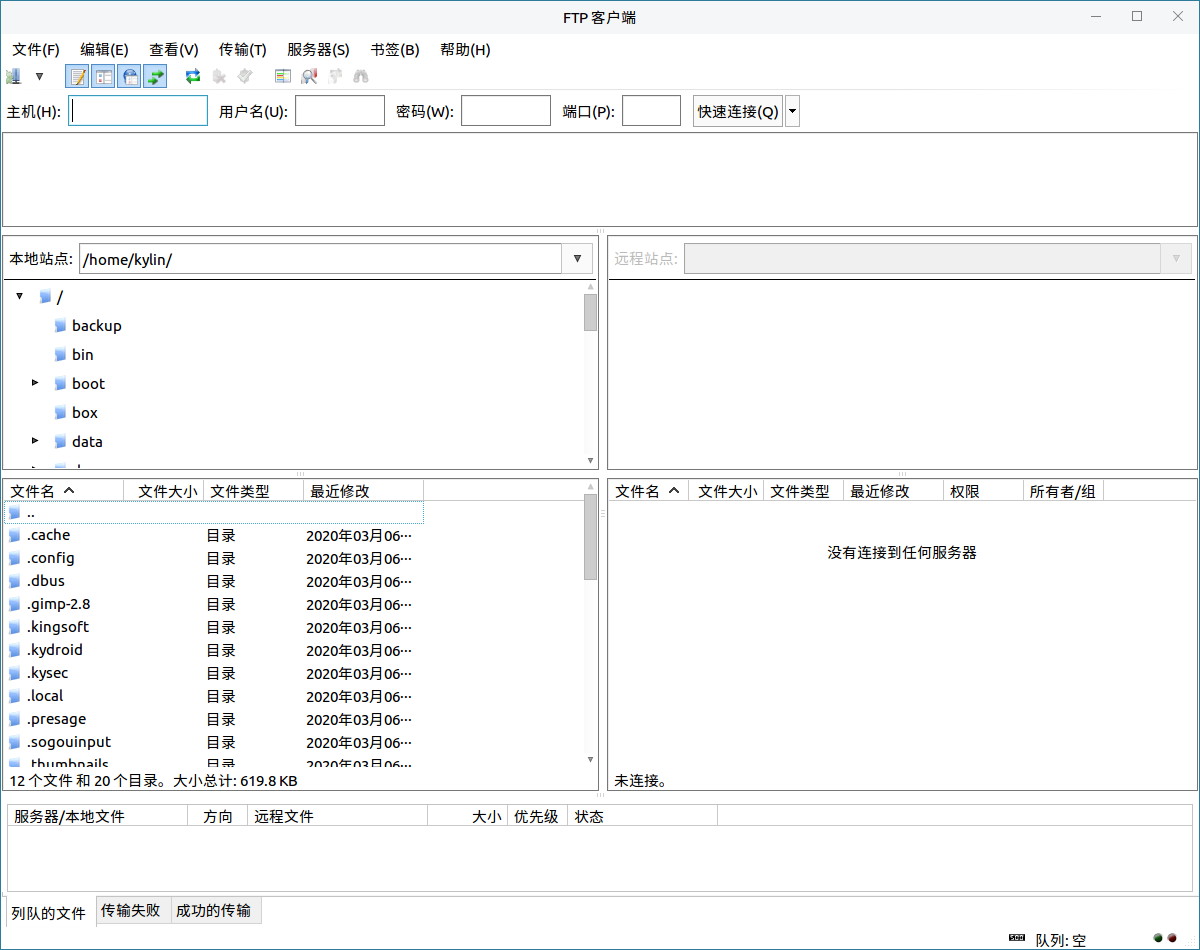 FTP 客户端
文件(F) 编辑(E) 查看(V) 传输(T) 服务器(S) 书签(B) 帮助(H)
主机(H): 用户名(U): 密码(W): 端口(P): 快速连接(Q)
本地站点: /home/kylin/
/
backup
bin
boot
box
data
远程站点:
文件名 文件大小 文件类型 最近修改
..
.cache 目录 2020年03月06···
.config 目录 2020年03月06···
.dbus 目录 2020年03月06···
.gimp-2.8 目录 2020年03月06···
.kingsoft 目录 2020年03月06···
.kydroid 目录 2020年03月06···
.kysec 目录 2020年03月06···
.local 目录 2020年03月06···
.presage 目录 2020年03月06···
.sogouinput 目录 2020年03月06···
.thumbnails 目录 2020年03月06···
12 个文件 和 20 个目录。大小总计: 619.8 KB
文件名 文件大小 文件类型 最近修改 权限 所有者/组
没有连接到任何服务器
未连接。
服务器/本地文件 方向 远程文件 大小 优先级 状态
列队的文件 传输失败 成功的传输
队列: 空